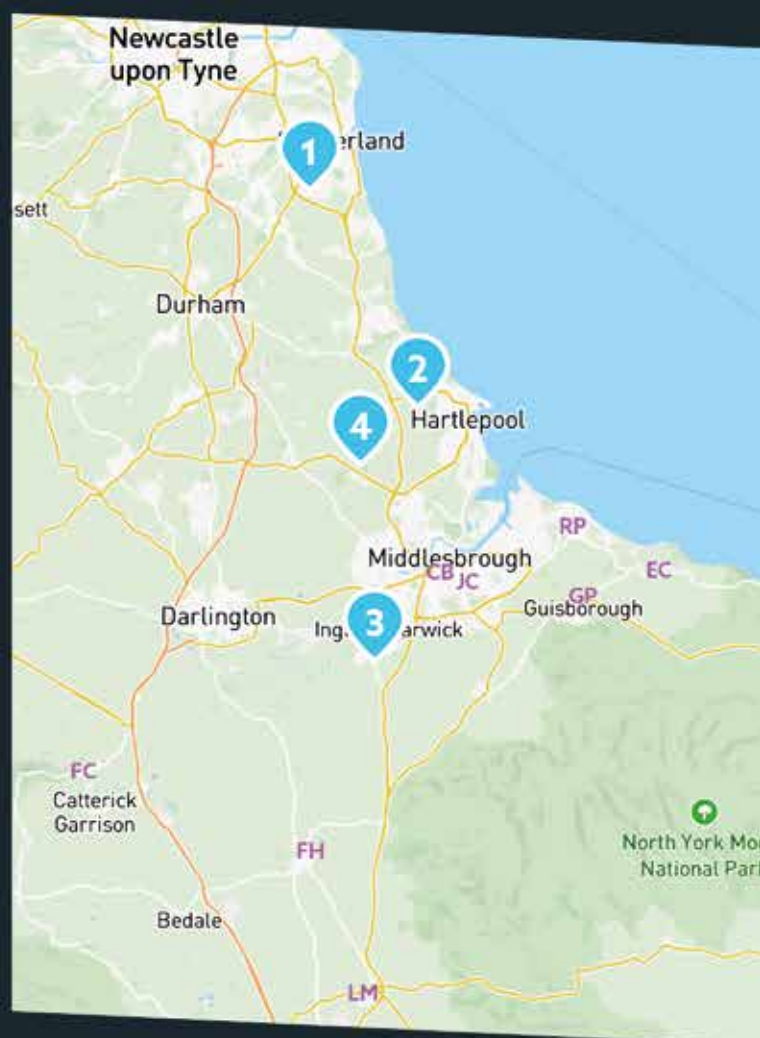 Newcastle
upon Tyne
1
erland
sett
Durham
2
4
Hartlepool
RP
Middlesbrough
CB
JC
EC
GP
Guisborough
Darlington
3
Ing
arwick
FC
Catterick
Garrison
North York Mo
National Par
FH
Bedale
LM